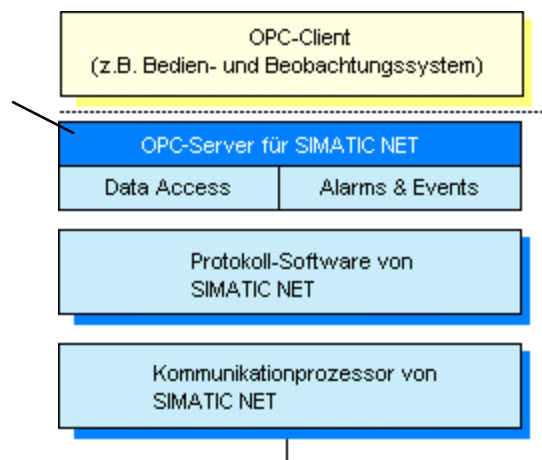 OPC-Client
(z.B. Bedien- und Beobachtungssystem)
OPC-Server für SIMATIC NET
Data Access
Alarms & Events
Protokoll-Software von
SIMATIC NET
Kommunikationprozessor von
SIMATIC NET